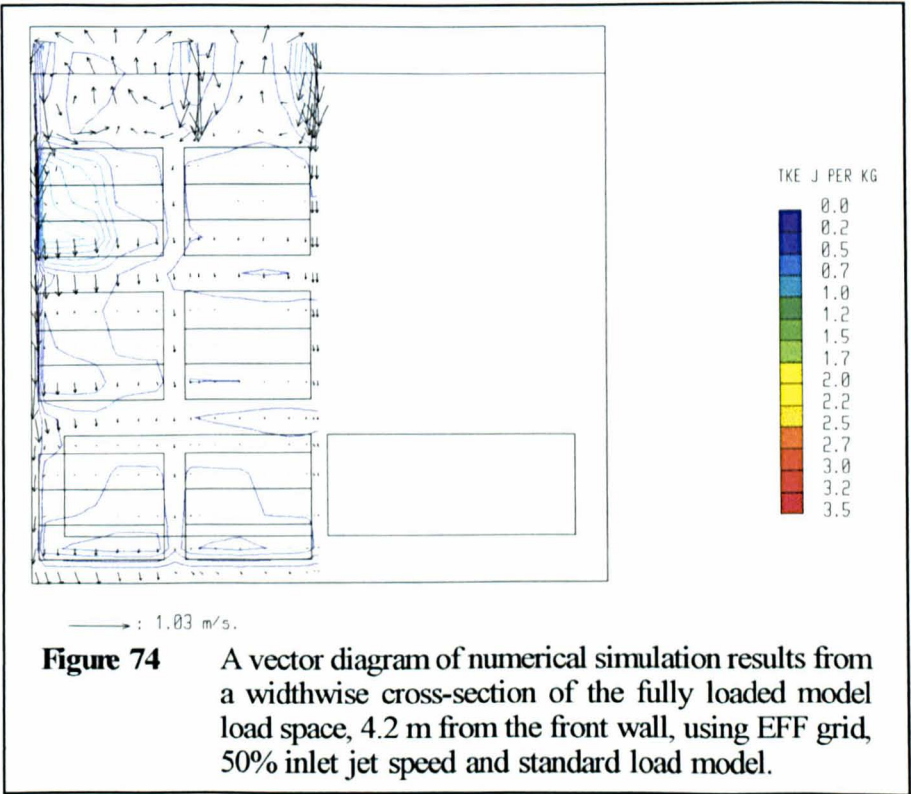 TKE J PER KG
0.0
0.2
0.5
0.7
1.0
1.2
1.5
1.7
2.0
2.2
2.5
2.7
3.0
3.2
3.5
: 1.03 m/s.
Figure 74 A vector diagram of numerical simulation results from
a widthwise cross-section of the fully loaded model
load space, 4.2 m from the front wall, using EFF grid,
50% inlet jet speed and standard load model.